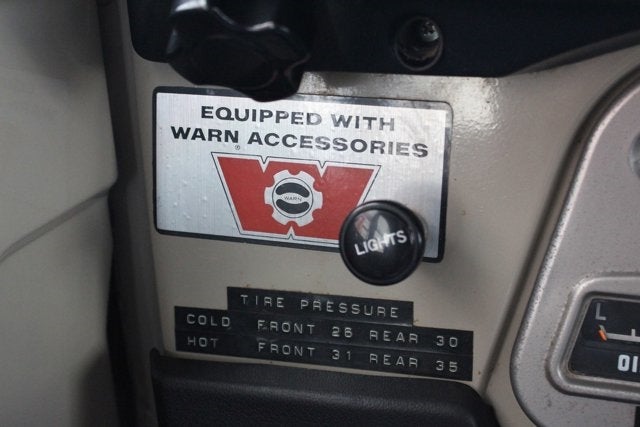 EQUIPPED WITH
WARN ACCESSORIES
®
WARN
LIGHTS
TIRE PRESSURE
COLD FRONT 26 REAR 30
HOT FRONT 31 REAR 35
L